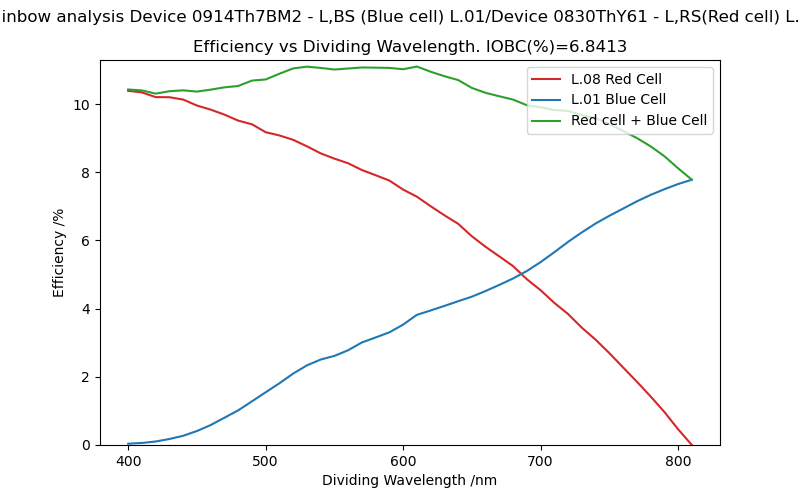 inbow analysis Device 0914Th7BM2 - L,BS (Blue cell) L.01/Device 0830ThY61 - L,RS(Red cell) L.
Efficiency vs Dividing Wavelength. IOBC(%)=6.8413
L.08 Red Cell
L.01 Blue Cell
Red cell + Blue Cell
Efficiency /%
10
8
6
4
2
0
400 500 600 700 800
Dividing Wavelength /nm